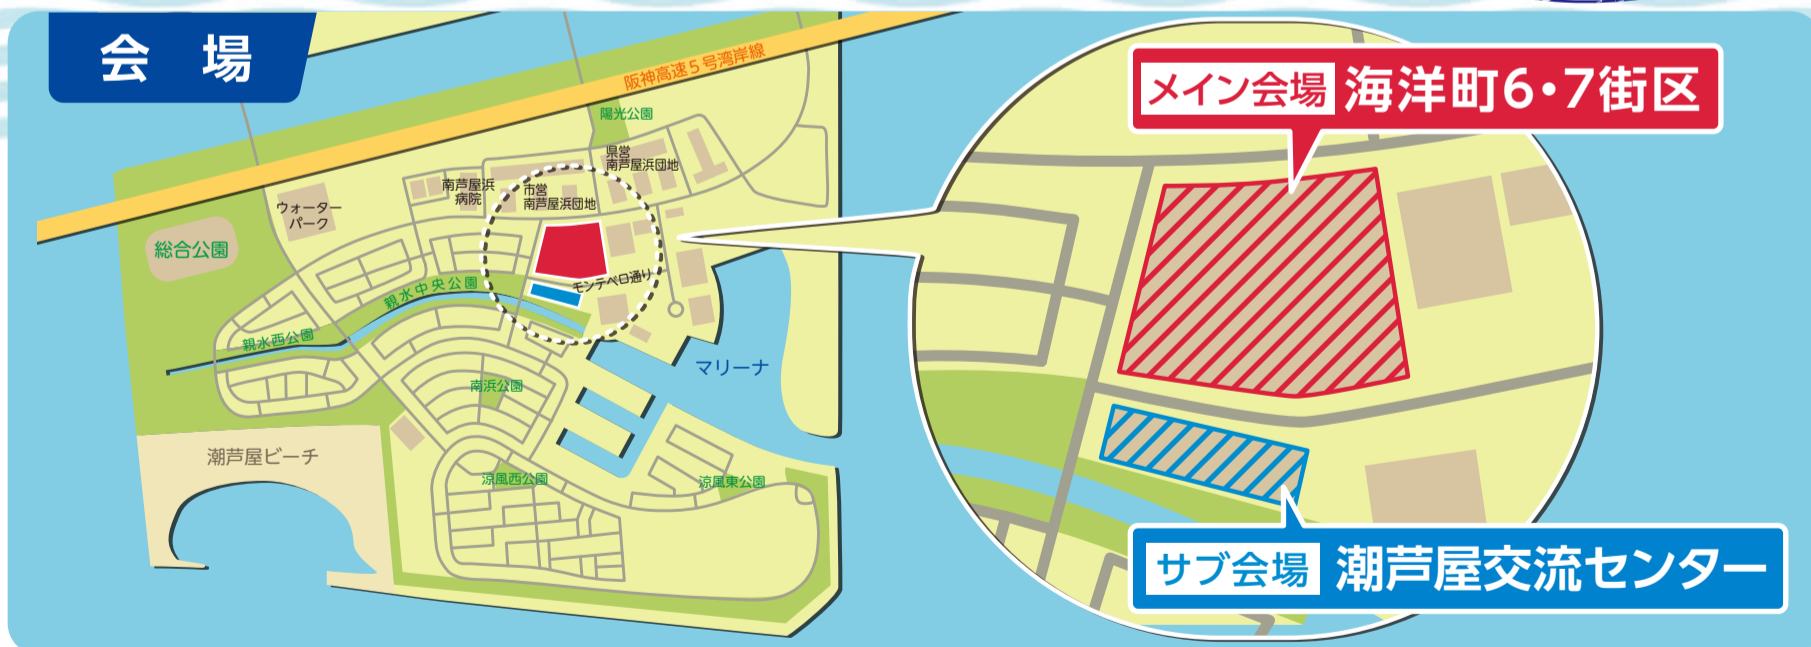 会 場
阪神高速5号湾岸線
陽光公園
県営
南芦屋浜団地
南芦屋浜
病院
市営
南芦屋浜団地
ウォーター
パーク
総合公園
モンテベロ通り
親水中央公園
親水西公園
マリーナ
南浜公園
潮芦屋ビーチ
涼風西公園
涼風東公園
メイン会場 海洋町6・7街区
サブ会場 潮芦屋交流センター